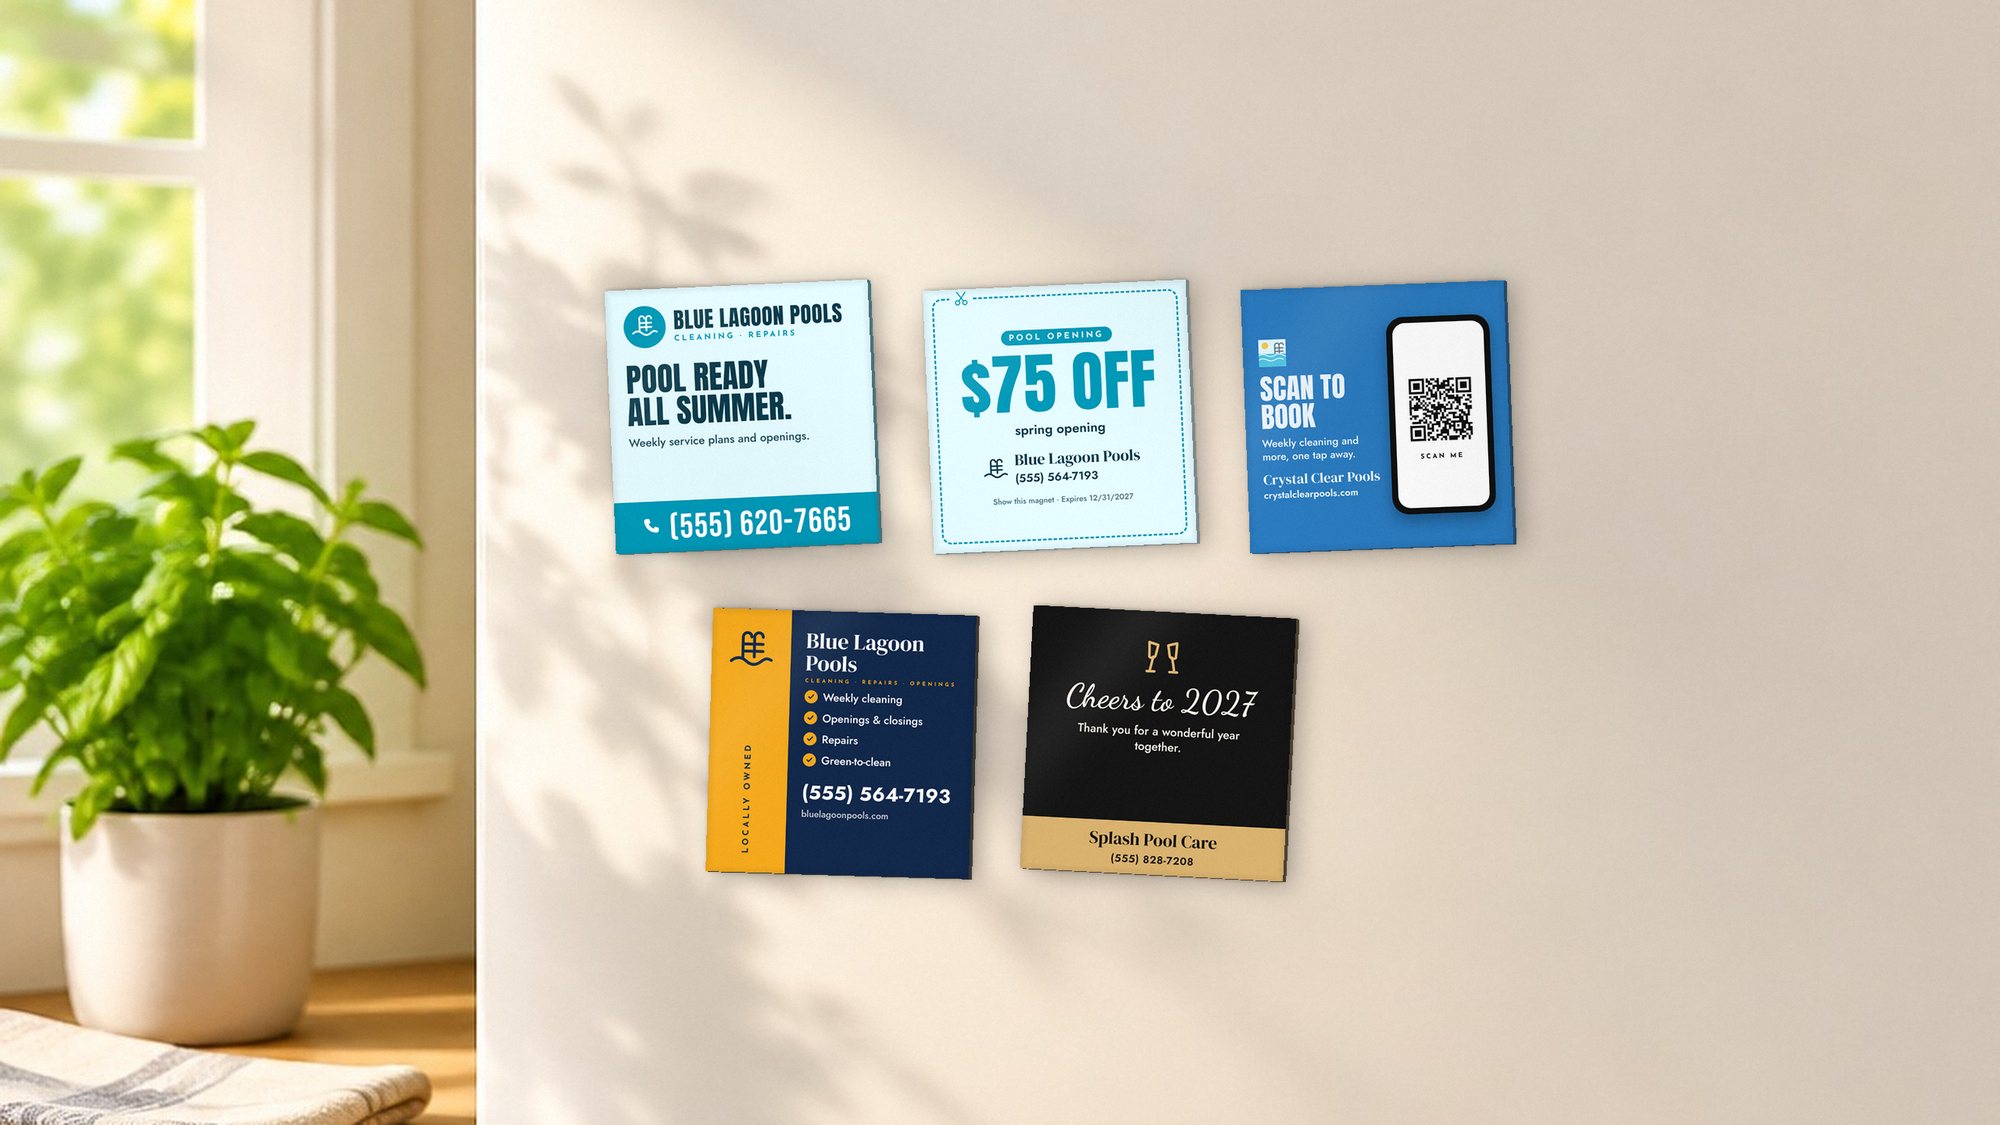 BLUE LAGOON POOLS
CLEANING · REPAIRS
POOL READY
ALL SUMMER.
Weekly service plans and openings.
(555) 620-7665
POOL OPENING
$75 OFF
spring opening
Blue Lagoon Pools
(555) 564-7193
Show this magnet · Expires 12/31/2027
SCAN TO
BOOK
Weekly cleaning and
more, one tap away.
Crystal Clear Pools
crystalclearpools.com
SCAN ME
LOCALLY OWNED
Blue Lagoon
Pools
CLEANING · REPAIRS · OPENINGS
Weekly cleaning
Openings & closings
Repairs
Green-to-clean
(555) 564-7193
bluelagoonpools.com
Cheers to 2027
Thank you for a wonderful year
together.
Splash Pool Care
(555) 828-7208